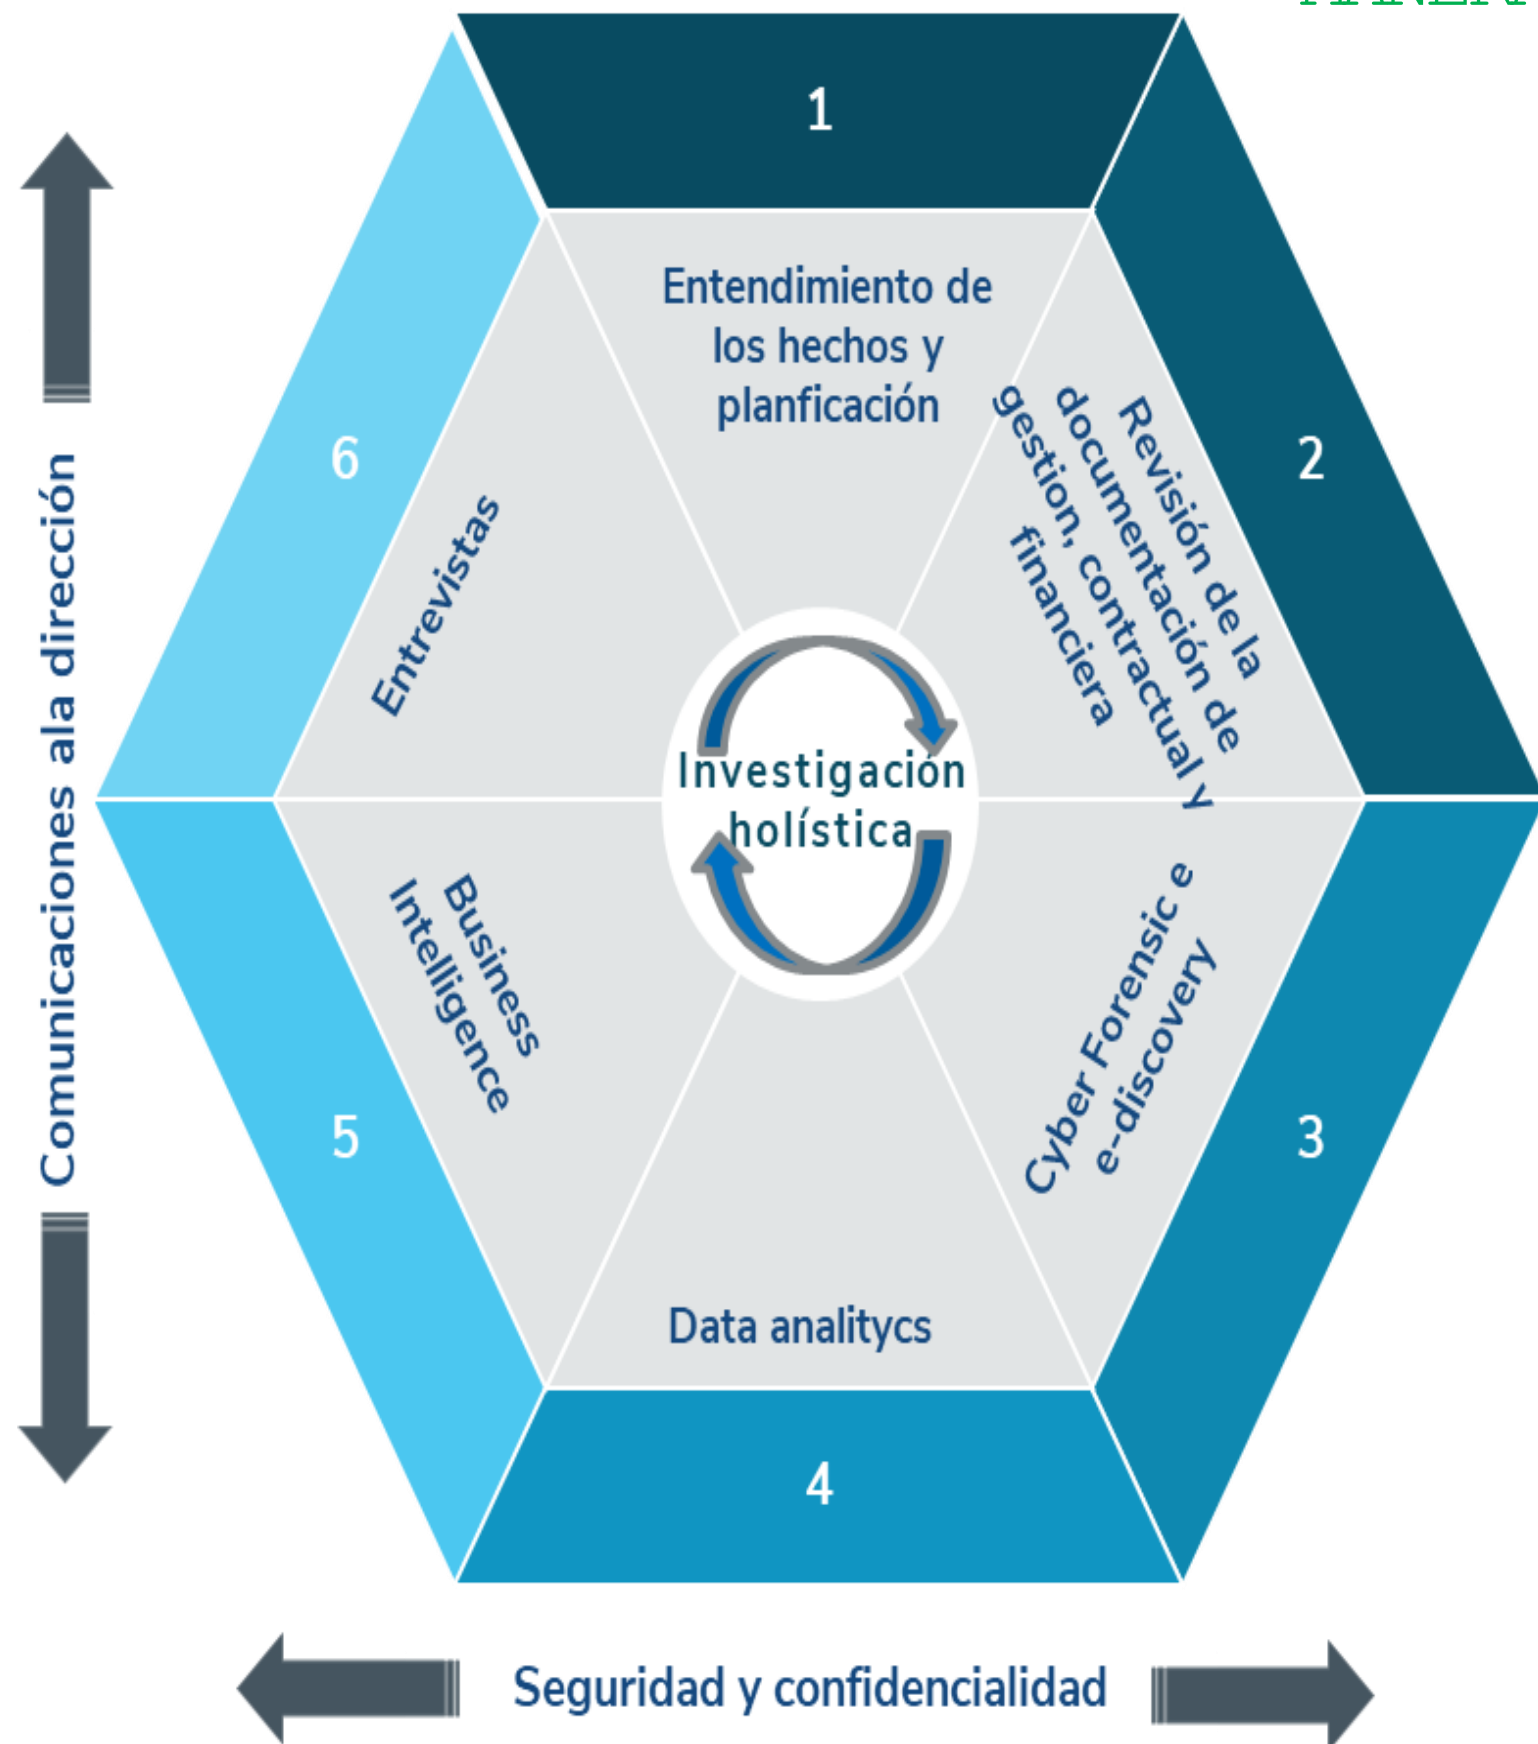 1
Entendimiento de
los hechos y
planficación
2
Revisión de la
documentación de
gestion, contractual y
financiera
3
Cyber Forensic e
e-discovery
4
Data analitycs
5
Business
Intelligence
6
Entrevistas
Investigación
holística
Comunicaciones ala dirección
Seguridad y confidencialidad